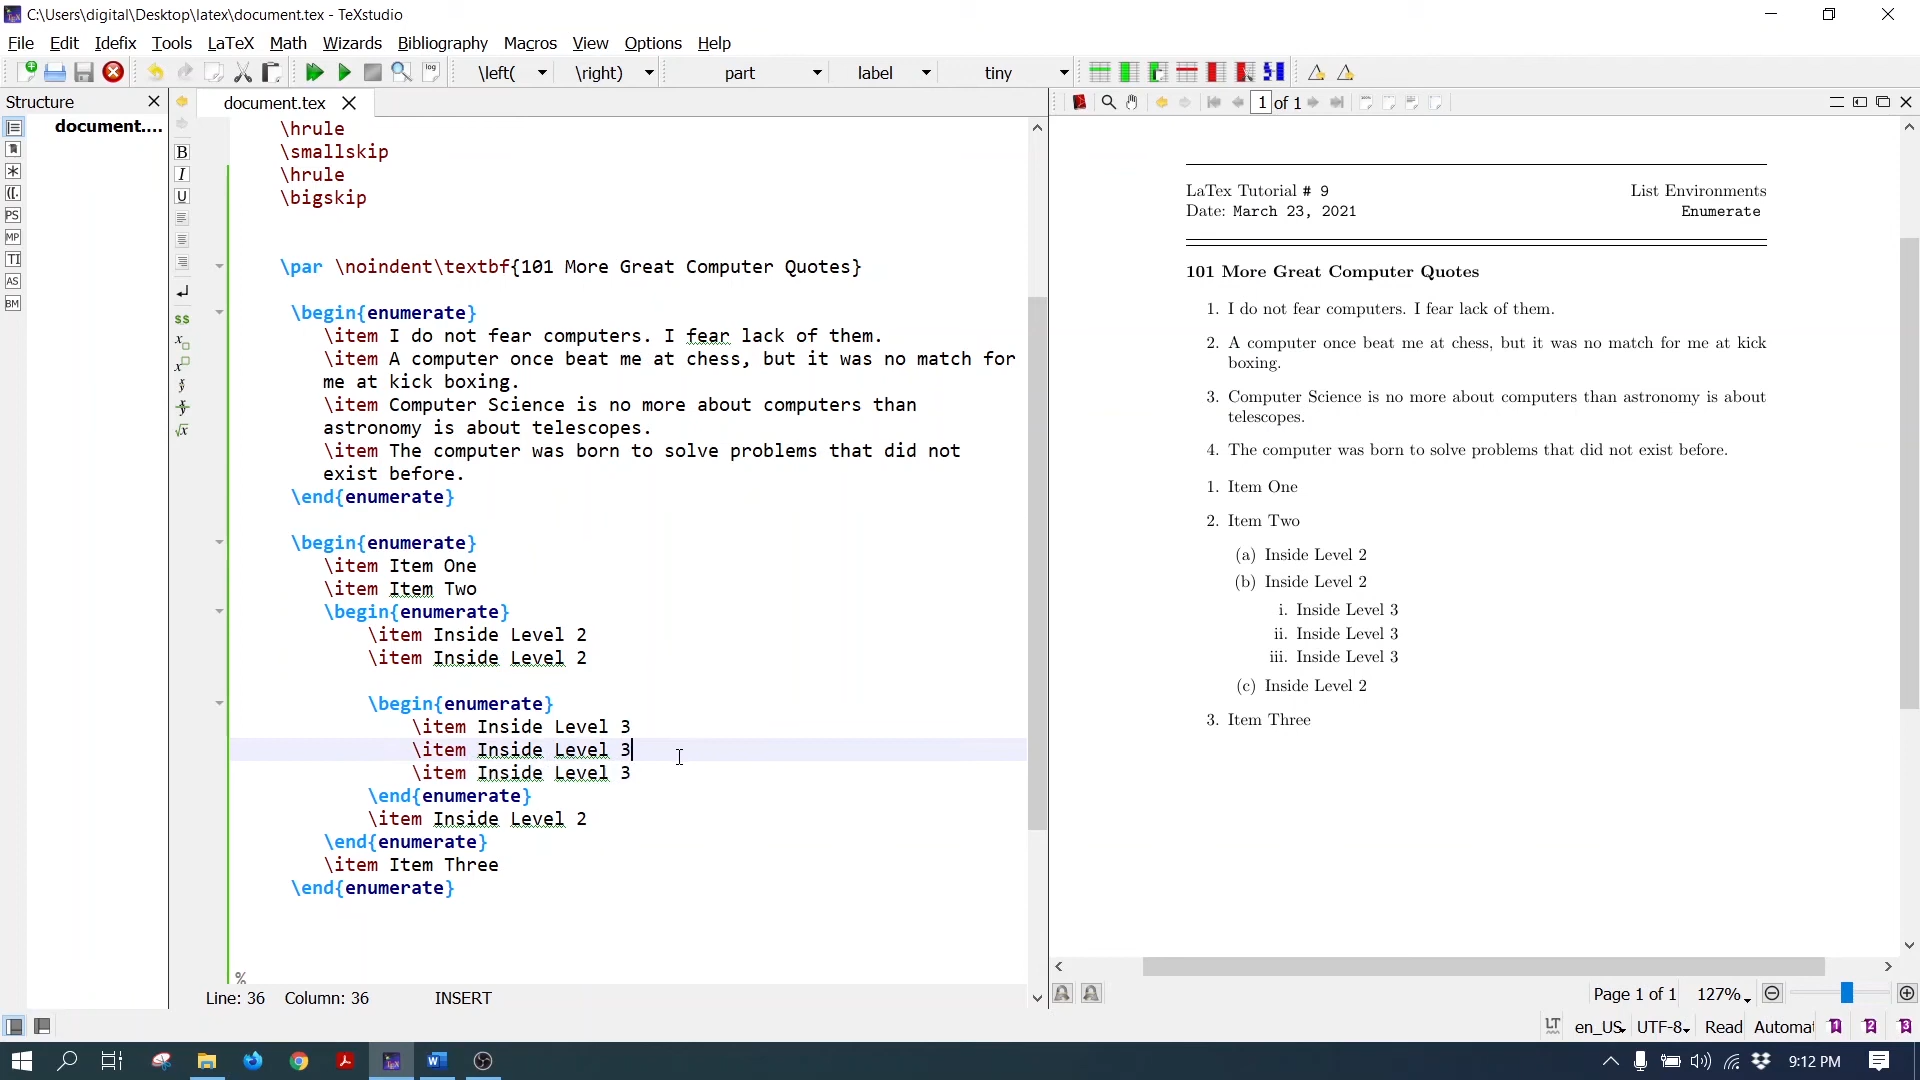 C:\Users\digital\Desktop\latex\document.tex - TeXstudio
File Edit Idefix Tools LaTeX Math Wizards Bibliography Macros View Options Help
\left( \right) part label tiny
Structure
document....
document.tex
B
I
U
PS
MP
TI
AS
BM
$$
\hrule
\smallskip
\hrule
\bigskip
\par \noindent\textbf{101 More Great Computer Quotes}
\begin{enumerate}
\item I do not fear computers. I fear lack of them.
\item A computer once beat me at chess, but it was no match for
me at kick boxing.
\item Computer Science is no more about computers than
astronomy is about telescopes.
\item The computer was born to solve problems that did not
exist before.
\end{enumerate}
\begin{enumerate}
\item Item One
\item Item Two
\begin{enumerate}
\item Inside Level 2
\item Inside Level 2
\begin{enumerate}
\item Inside Level 3
\item Inside Level 3
\item Inside Level 3
\end{enumerate}
\item Inside Level 2
\end{enumerate}
\item Item Three
\end{enumerate}
%
Line: 36 Column: 36 INSERT
1 of 1
LaTex Tutorial # 9 List Environments
Date: March 23, 2021 Enumerate
101 More Great Computer Quotes
1. I do not fear computers. I fear lack of them.
2. A computer once beat me at chess, but it was no match for me at kick
boxing.
3. Computer Science is no more about computers than astronomy is about
telescopes.
4. The computer was born to solve problems that did not exist before.
1. Item One
2. Item Two
(a) Inside Level 2
(b) Inside Level 2
i. Inside Level 3
ii. Inside Level 3
iii. Inside Level 3
(c) Inside Level 2
3. Item Three
Page 1 of 1 127%
LT en_US UTF-8 Read Automat 1 2 3
9:12 PM